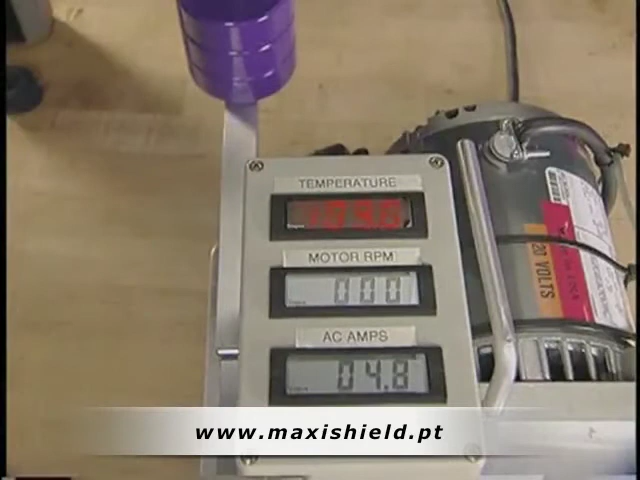 TEMPERATURE
MOTOR RPM
000
AC AMPS
04.8
20 VOLTS
www.maxishield.pt